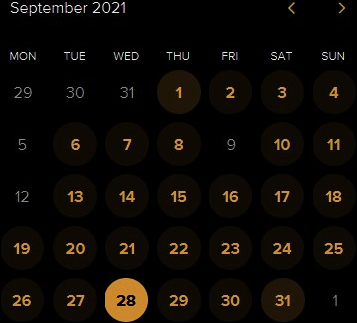 September 2021
MON TUE WED THU FRI SAT SUN
29 30 31 1 2 3 4
5 6 7 8 9 10 11
12 13 14 15 16 17 18
19 20 21 22 23 24 25
26 27 28 29 30 31 1